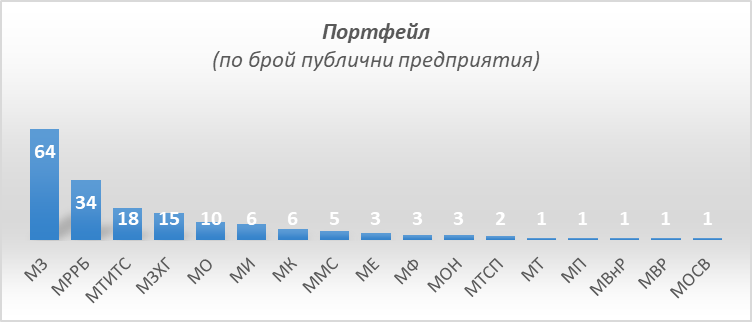 Портфейл
(по брой публични предприятия)
64 34 18 15 10 6 6 5 3 3 3 2 1 1 1 1 1
МЗ МРРБ МТИТС МЗХГ МО МИ МК ММС МЕ МФ МОН МТСП МТ МП МВнР МВР МОСВ